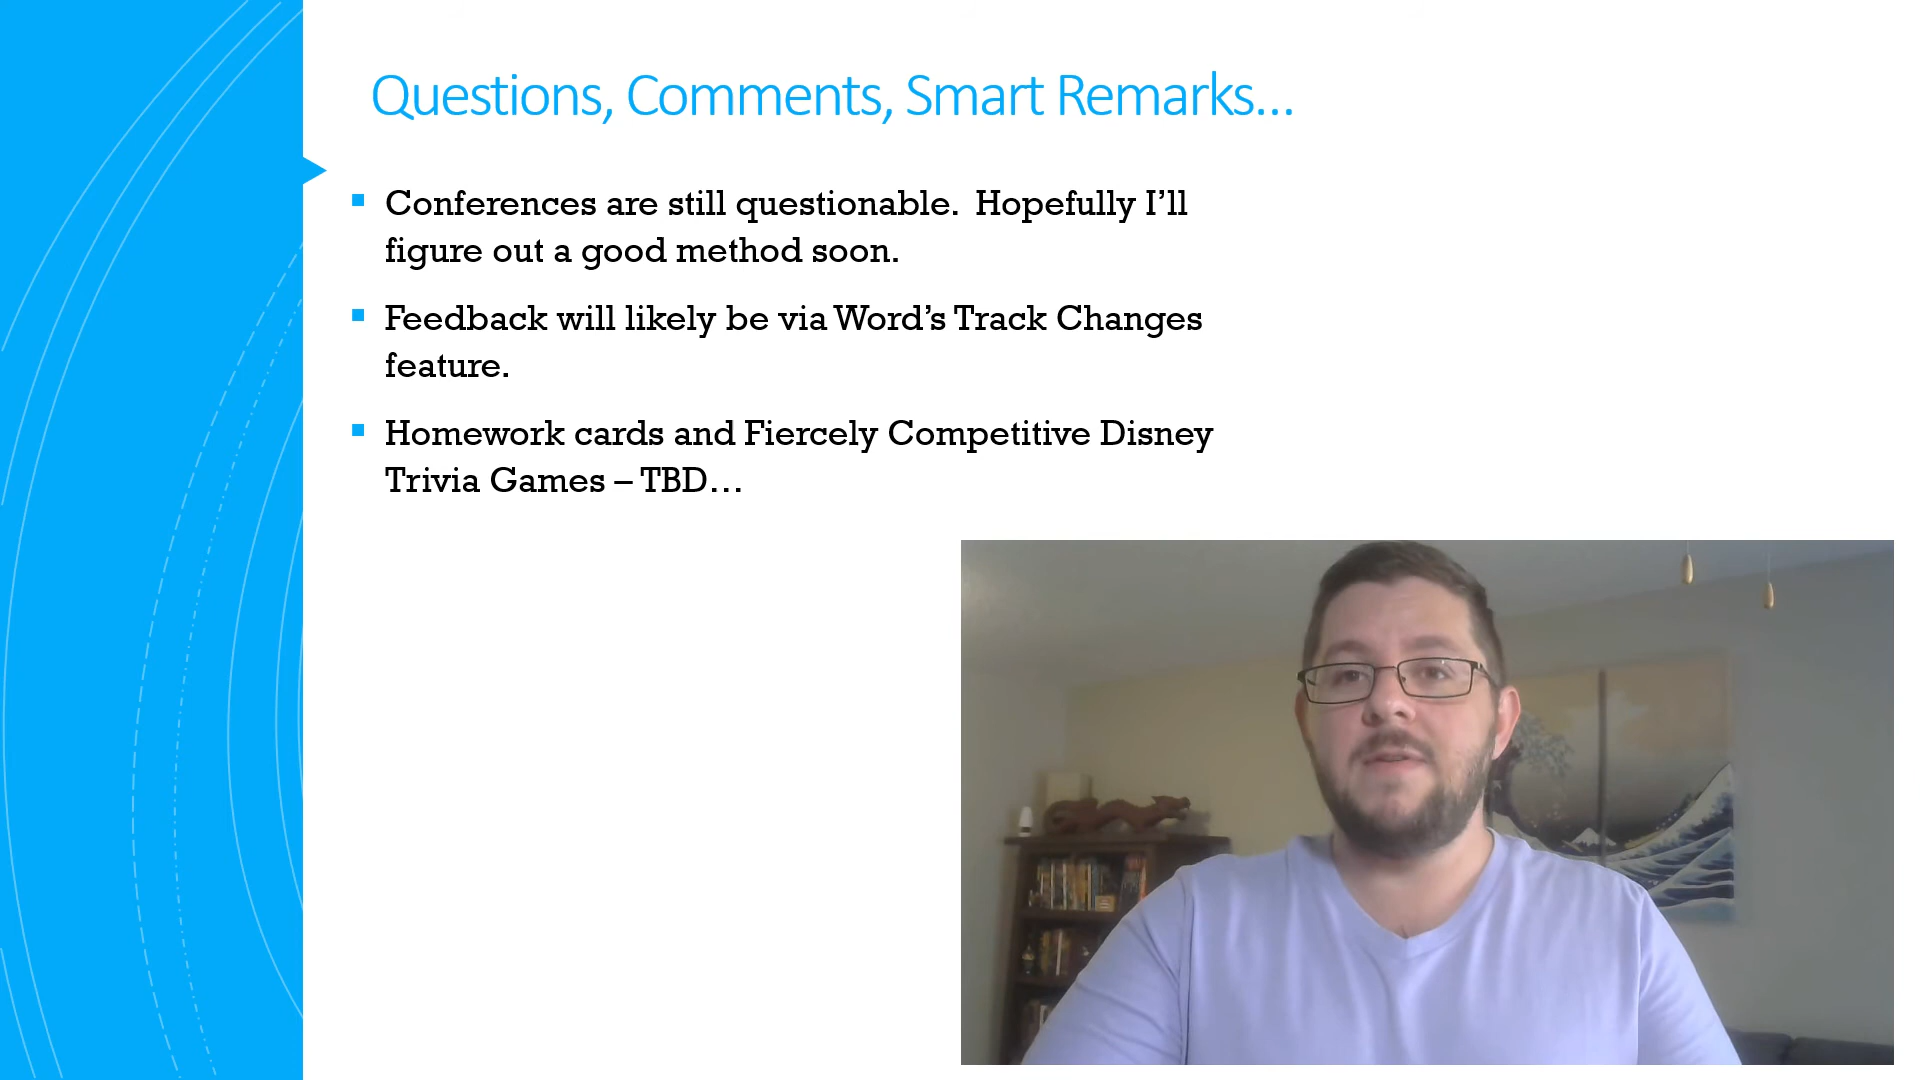 Questions, Comments, Smart Remarks…
Conferences are still questionable.  Hopefully I’ll
figure out a good method soon.
Feedback will likely be via Word’s Track Changes
feature.
Homework cards and Fiercely Competitive Disney
Trivia Games – TBD…